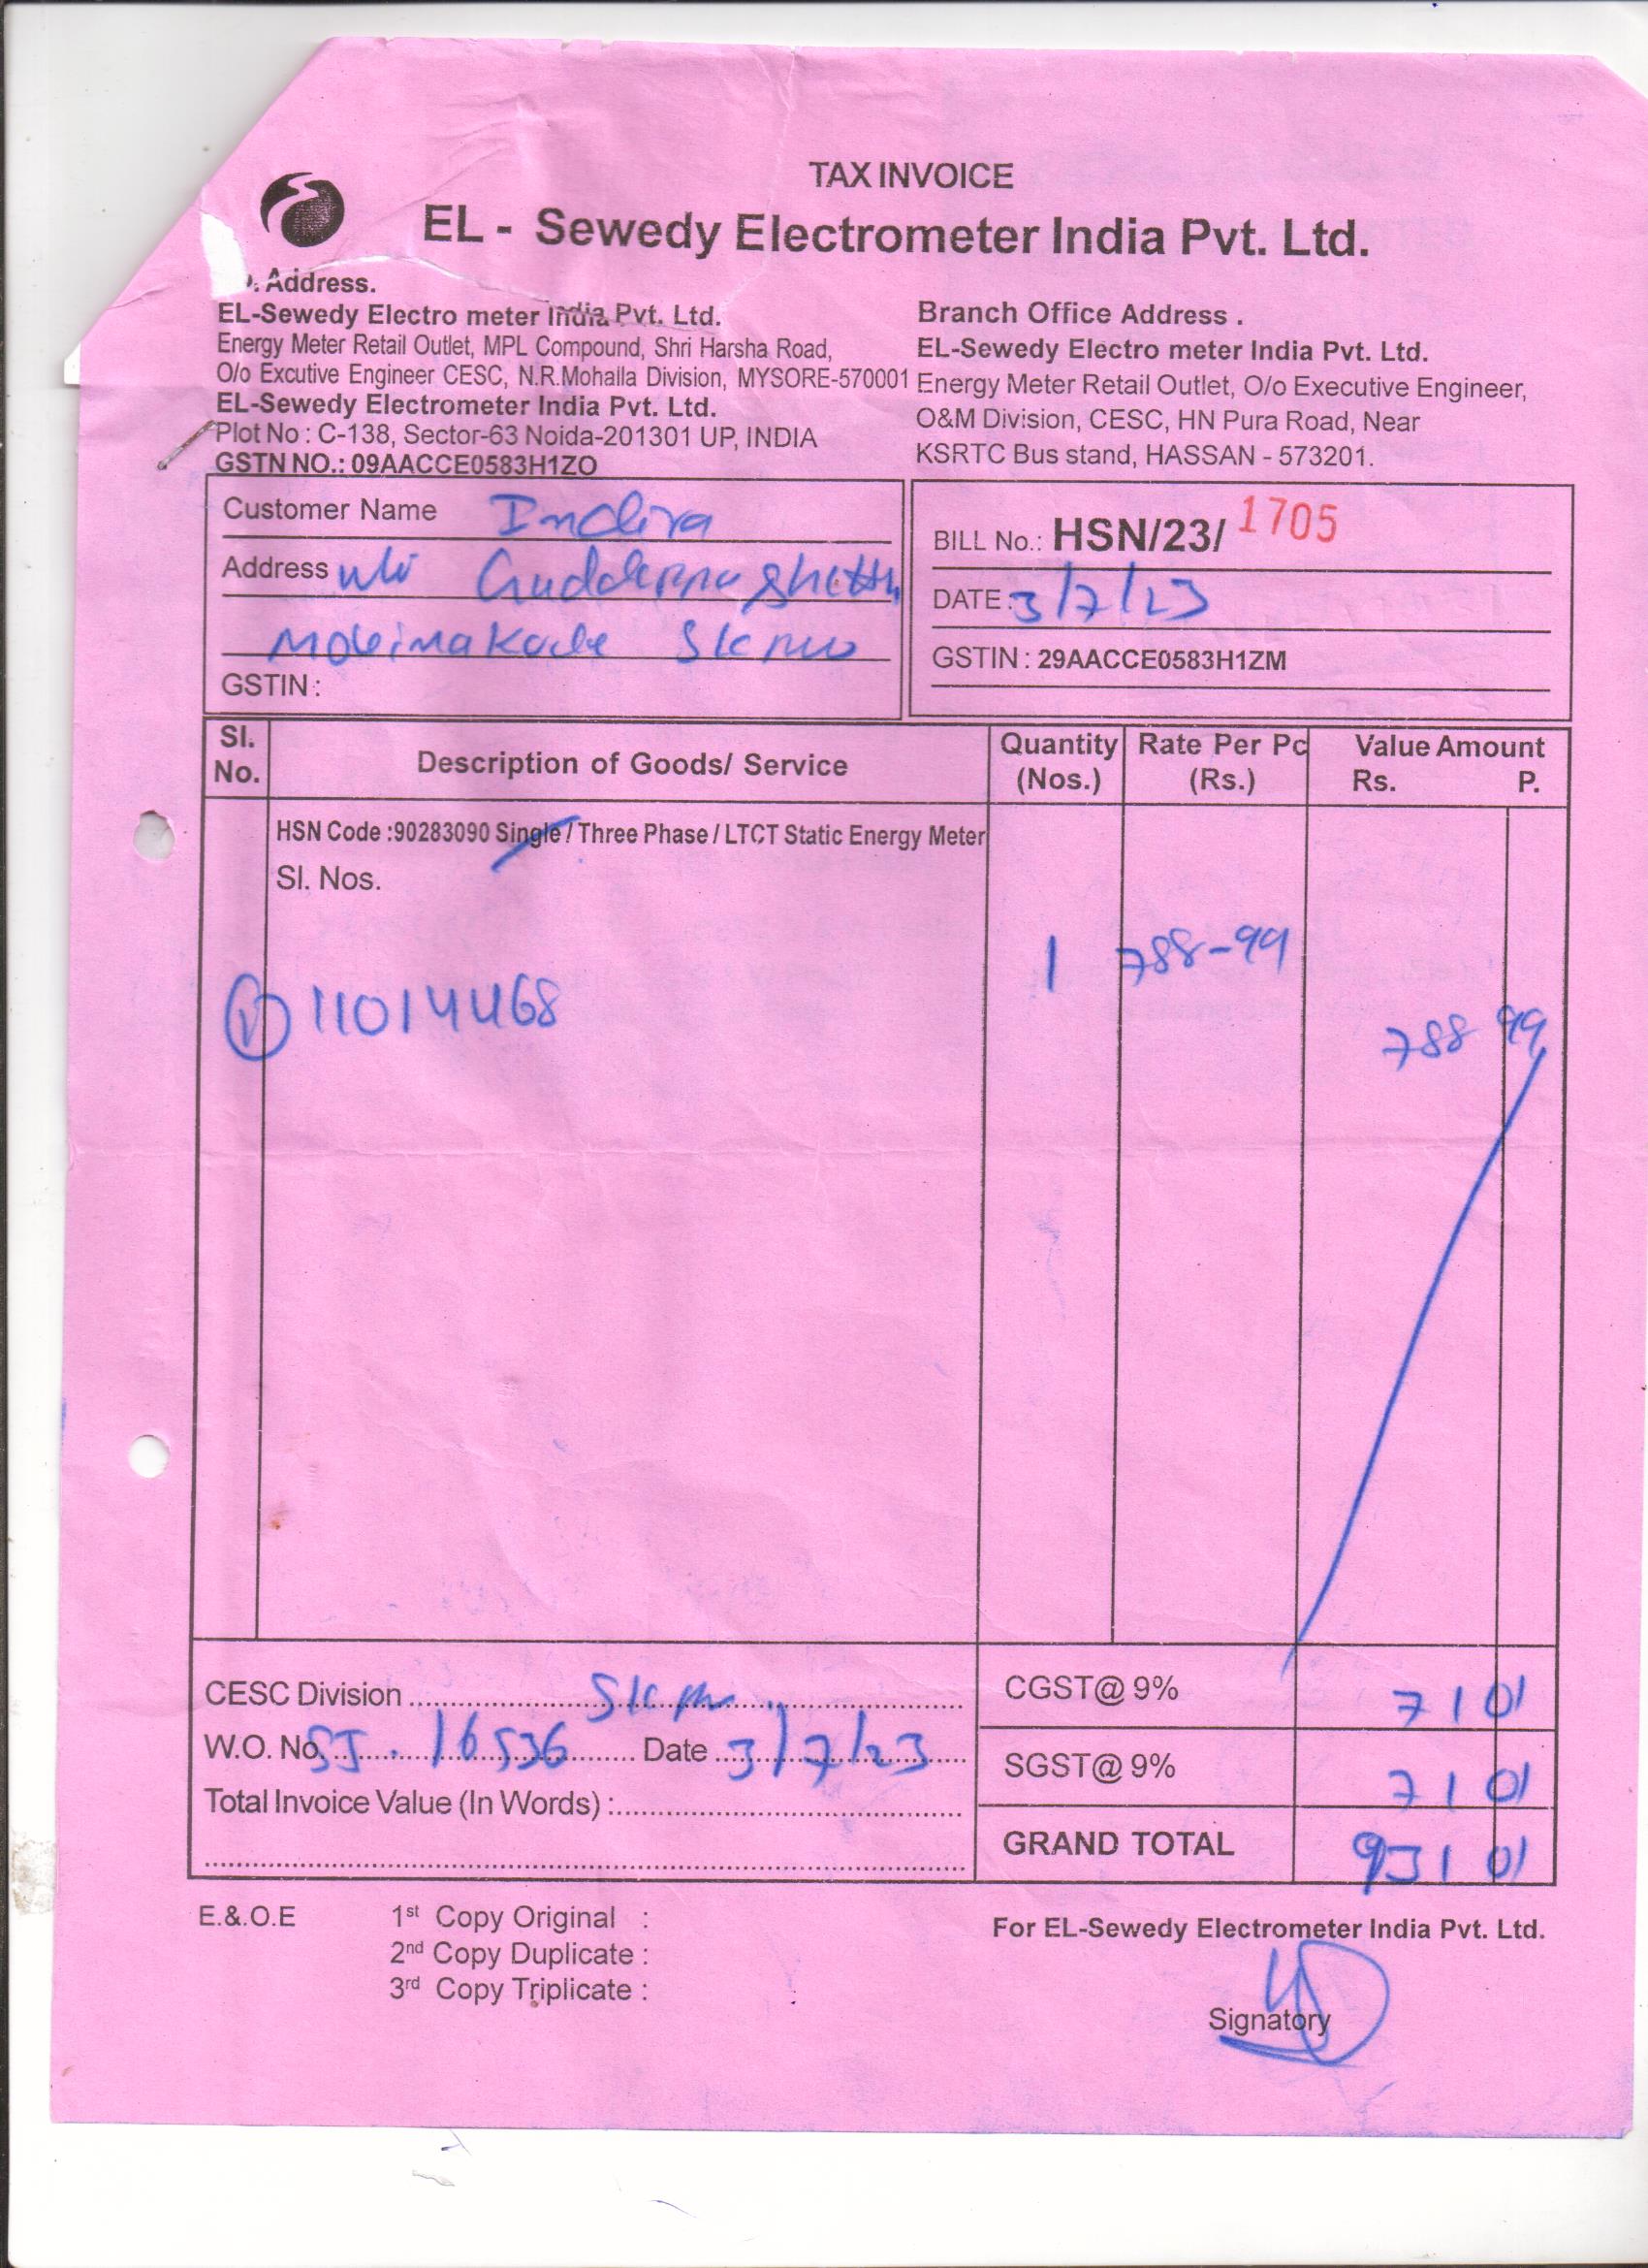 TAX INVOICE
EL - Sewedy Electrometer India Pvt. Ltd.
. Address.
EL-Sewedy Electro meter India Pvt. Ltd.
Energy Meter Retail Outlet, MPL Compound, Shri Harsha Road,
O/o Excutive Engineer CESC, N.R.Mohalla Division, MYSORE-570001
EL-Sewedy Electrometer India Pvt. Ltd.
Plot No : C-138, Sector-63 Noida-201301 UP, INDIA
GSTN NO.: 09AACCE0583H1ZO
Branch Office Address .
EL-Sewedy Electro meter India Pvt. Ltd.
Energy Meter Retail Outlet, O/o Executive Engineer,
O&M Division, CESC, HN Pura Road, Near
KSRTC Bus stand, HASSAN - 573201.
Customer Name Indira
Address
GSTIN :
BILL No.: HSN/23/ 1705
DATE : 3/7/23
GSTIN : 29AACCE0583H1ZM
Sl. No. Description of Goods/ Service Quantity (Nos.) Rate Per Pc (Rs.) Value Amount Rs. P.
HSN Code :90283090 Single / Three Phase / LTCT Static Energy Meter
Sl. Nos.
1 788-99
11014468
788 99
CESC Division
W.O. No. SJ. 16536 Date 3/7/23
Total Invoice Value (In Words) :
CGST@ 9% 71 01
SGST@ 9% 71 01
GRAND TOTAL 931 01
E.&.O.E
1st Copy Original :
2nd Copy Duplicate :
3rd Copy Triplicate :
For EL-Sewedy Electrometer India Pvt. Ltd.
Signatory